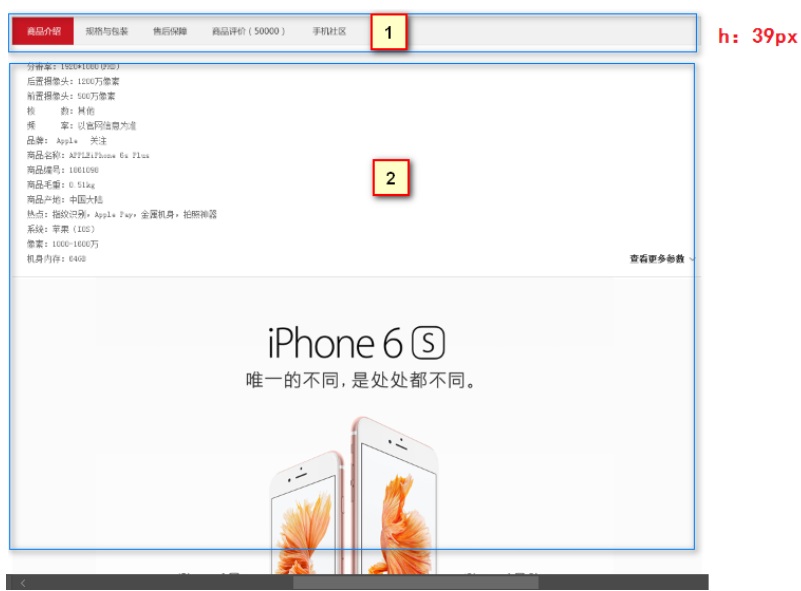 商品介绍 规格与包装 售后保障 商品评价（50000） 手机社区 1
h: 39px
分辨率：1920*1080(FHD)
后置摄像头：1200万像素
前置摄像头：500万像素
核 数：其他
频 率：以官网信息为准
品牌： Apple 关注
商品名称：APPLEiPhone 6s Plus
商品编号：1861098
商品毛重：0.51kg
2
商品产地：中国大陆
热点：指纹识别，Apple Pay，金属机身，拍照神器
系统：苹果（IOS）
像素：1000-1600万
机身内存：64GB
查看更多参数
iPhone 6 S
唯一的不同，是处处都不同。